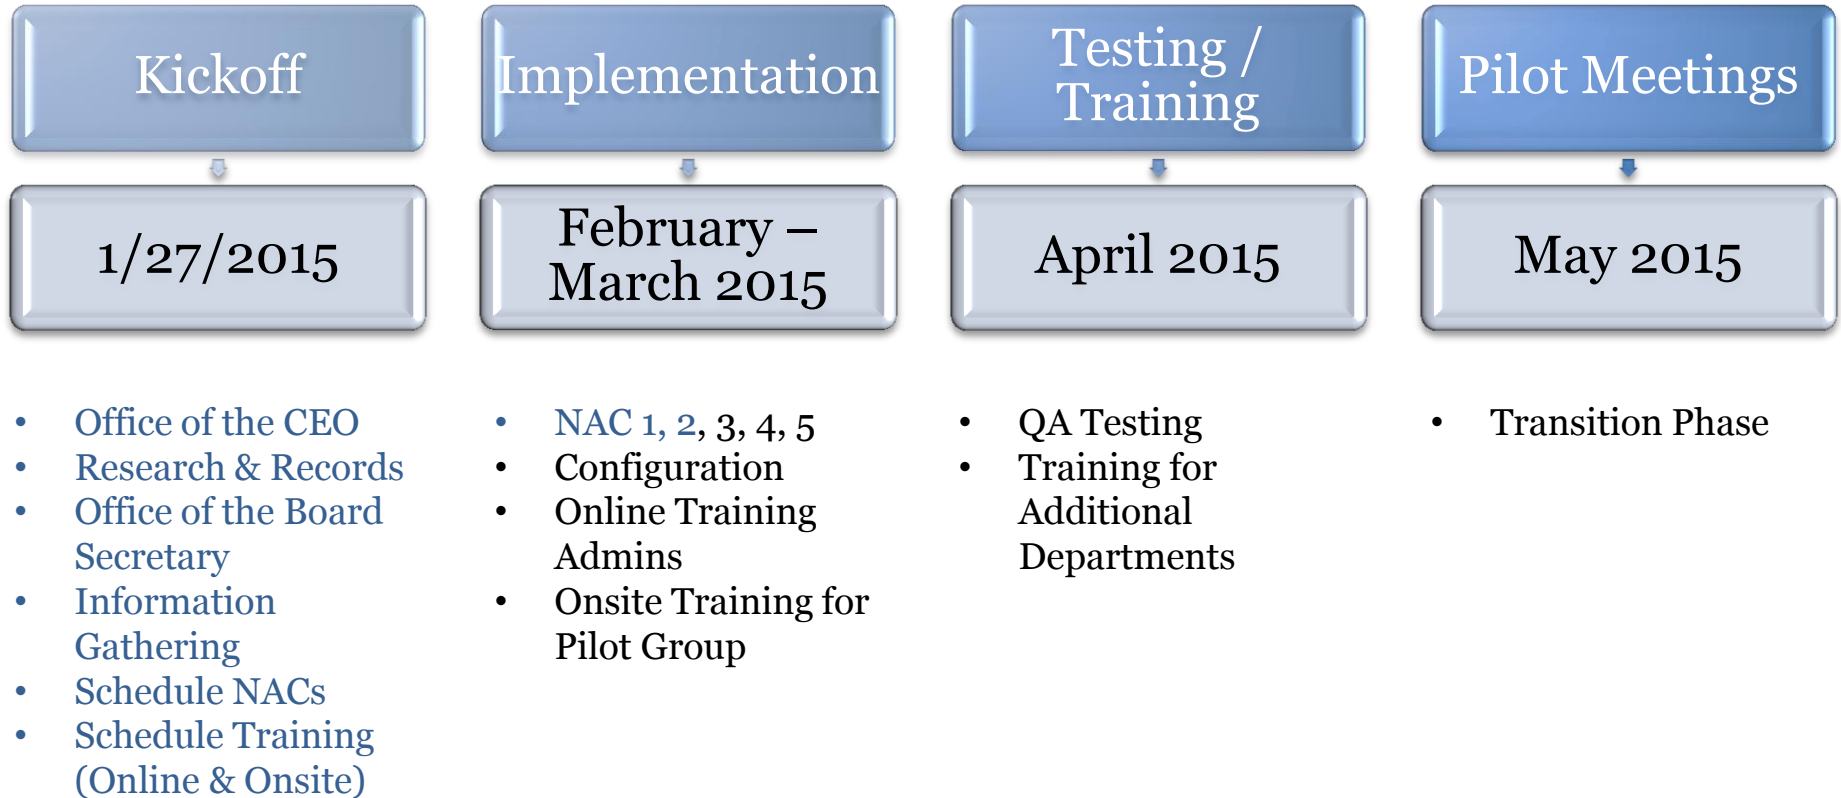 Kickoff
1/27/2015
• Office of the CEO
• Research & Records
• Office of the Board
Secretary
• Information
Gathering
• Schedule NACs
• Schedule Training
(Online & Onsite)
Implementation
February –
March 2015
• NAC 1, 2, 3, 4, 5
• Configuration
• Online Training
Admins
• Onsite Training for
Pilot Group
Testing /
Training
April 2015
• QA Testing
• Training for
Additional
Departments
Pilot Meetings
May 2015
• Transition Phase